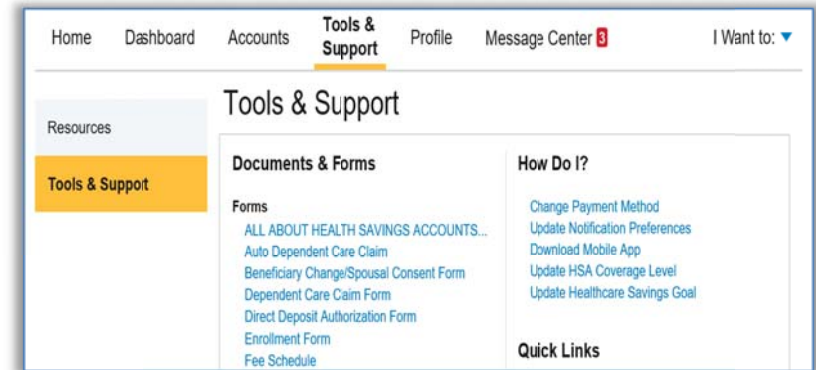 Home Dashboard Accounts Tools & Support Profile Message Center 3 I Want to:
Resources
Tools & Support
Tools & Support
Documents & Forms
Forms
ALL ABOUT HEALTH SAVINGS ACCOUNTS...
Auto Dependent Care Claim
Beneficiary Change/Spousal Consent Form
Dependent Care Caim Form
Direct Deposit Authorization Form
Enrollment Form
Fee Schedule
How Do I?
Change Payment Method
Update Notification Preferences
Download Mobile App
Update HSA Coverage Level
Update Healthcare Savings Goal
Quick Links